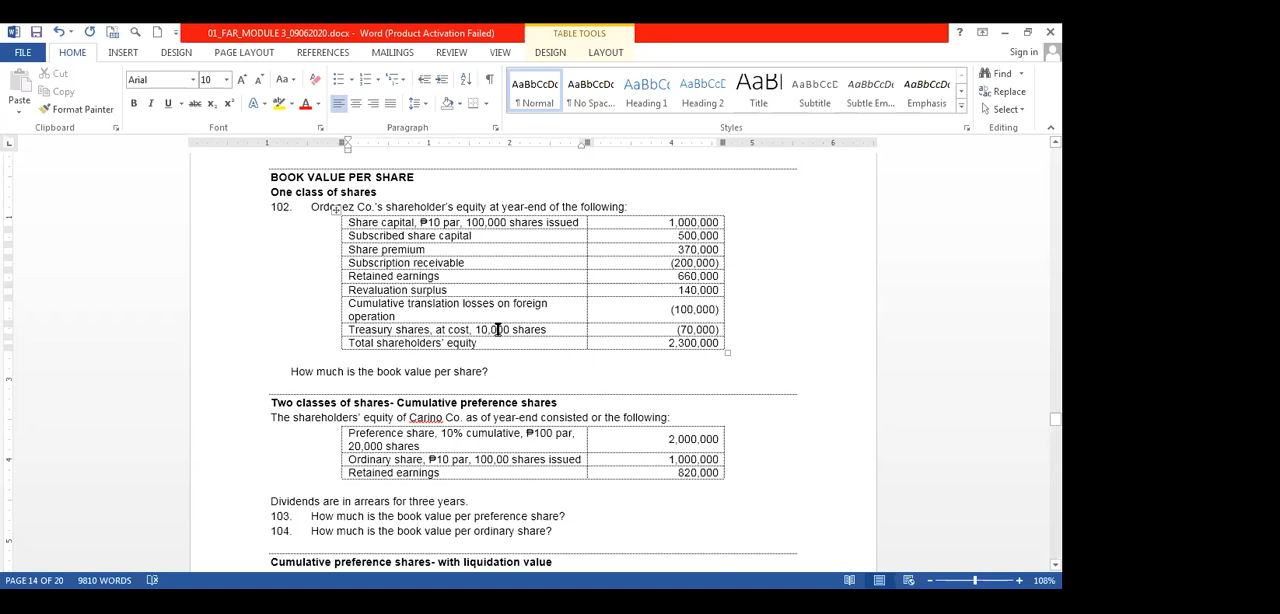 01_FAR_MODULE 3_09062020.docx - Word (Product Activation Failed)
TABLE TOOLS
FILE HOME INSERT DESIGN PAGE LAYOUT REFERENCES MAILINGS REVIEW VIEW DESIGN LAYOUT Sign in
Paste
Cut
Copy
Format Painter
Clipboard
Arial 10
Font
Paragraph
AaBbCcDc AaBbCcDc AaBbC AaBbCcC AaBl AaBbCcC AaBbCcDc AaBbCcDc
¶ Normal ¶ No Spac... Heading 1 Heading 2 Title Subtitle Subtle Em... Emphasis
Styles
Find
Replace
Select
Editing
1 1 2 4 5 6
BOOK VALUE PER SHARE
One class of shares
102. Ordonez Co.'s shareholder's equity at year-end of the following:
Share capital, ₱10 par, 100,000 shares issued 1,000,000
Subscribed share capital 500,000
Share premium 370,000
Subscription receivable (200,000)
Retained earnings 660,000
Revaluation surplus 140,000
Cumulative translation losses on foreign
operation (100,000)
Treasury shares, at cost, 10,000 shares (70,000)
Total shareholders' equity 2,300,000
How much is the book value per share?
Two classes of shares- Cumulative preference shares
The shareholders' equity of Carino Co. as of year-end consisted or the following:
Preference share, 10% cumulative, ₱100 par,
20,000 shares 2,000,000
Ordinary share, ₱10 par, 100,00 shares issued 1,000,000
Retained earnings 820,000
Dividends are in arrears for three years.
103. How much is the book value per preference share?
104. How much is the book value per ordinary share?
Cumulative preference shares- with liquidation value
PAGE 14 OF 20 9810 WORDS 108%